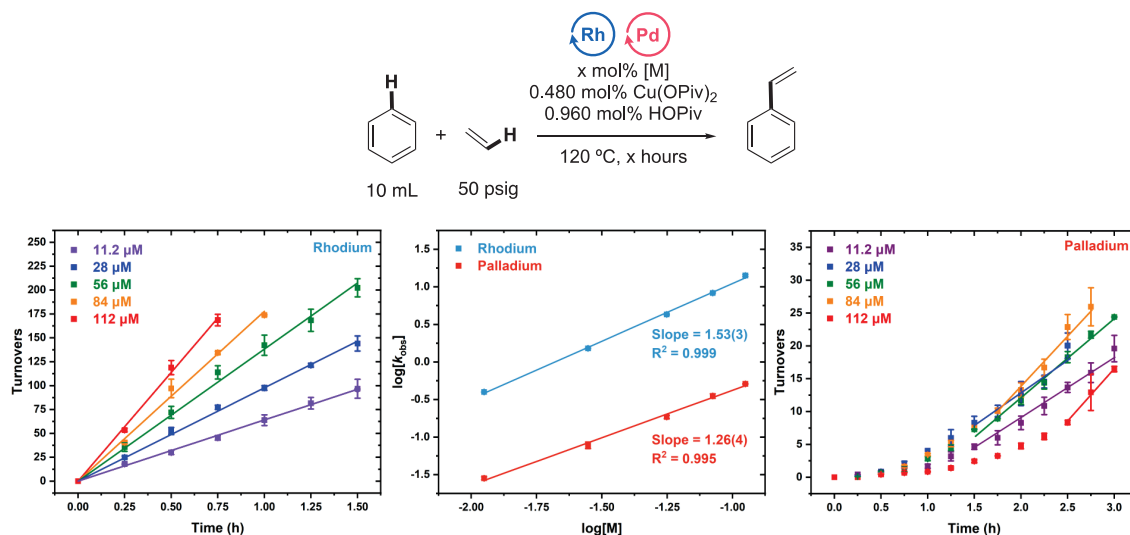 Rh Pd
x mol% [M]
0.480 mol% Cu(OPiv)₂
0.960 mol% HOPiv
H
+
H
120 ºC, x hours
10 mL
50 psig
250
225
200
175
150
125
100
75
50
25
0
Turnovers
11.2 µM
28 µM
56 µM
84 µM
112 µM
Rhodium
0.00 0.25 0.50 0.75 1.00 1.25 1.50
Time (h)
1.5
1.0
0.5
0.0
-0.5
-1.0
-1.5
log[k_obs]
Rhodium
Palladium
Slope = 1.53(3)
R² = 0.999
Slope = 1.26(4)
R² = 0.995
-2.00 -1.75 -1.50 -1.25 -1.00
log[M]
35
30
25
20
15
10
5
0
Turnovers
11.2 µM
28 µM
56 µM
84 µM
112 µM
Palladium
0.0 0.5 1.0 1.5 2.0 2.5 3.0
Time (h)